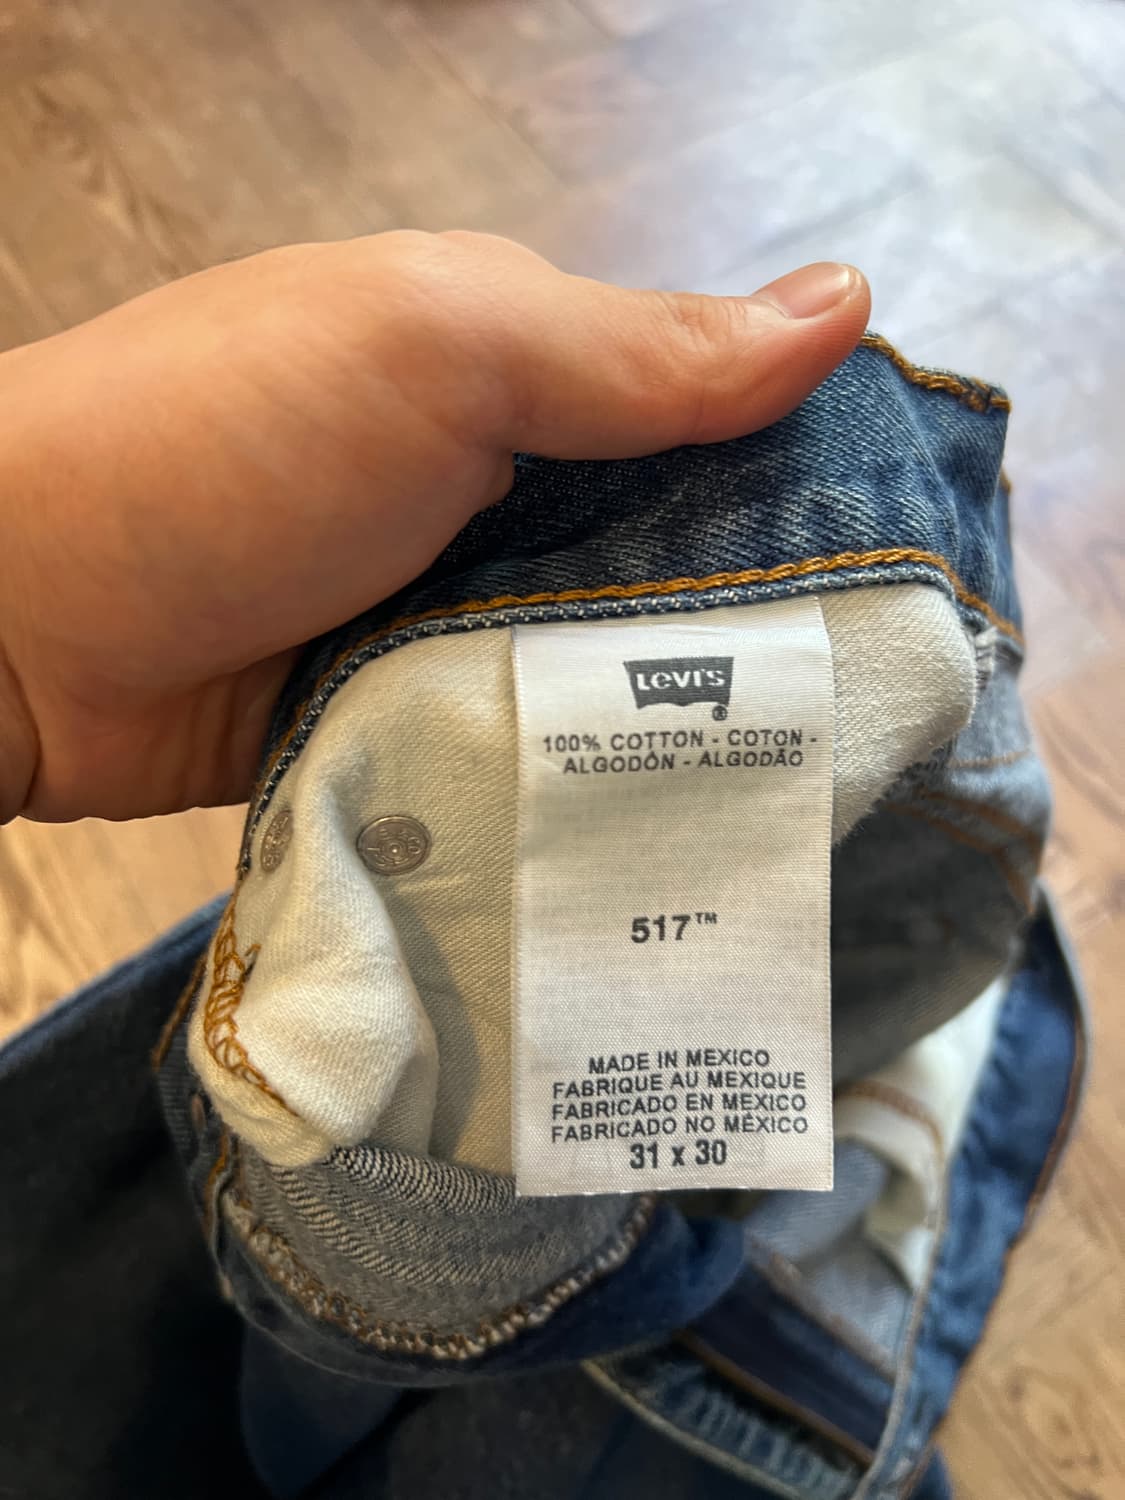 LEVI'S
®
100% COTTON - COTON -
ALGODÓN - ALGODÃO
517™
MADE IN MEXICO
FABRIQUE AU MEXIQUE
FABRICADO EN MEXICO
FABRICADO NO MÉXICO
31 x 30